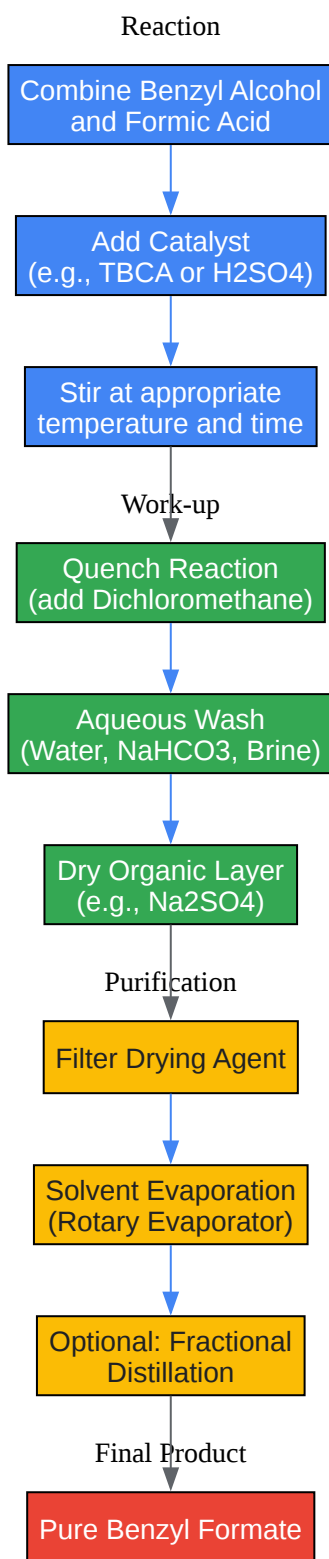 Reaction
Combine Benzyl Alcohol
and Formic Acid
Add Catalyst
(e.g., TBCA or H2SO4)
Stir at appropriate
temperature and time
Work-up
Quench Reaction
(add Dichloromethane)
Aqueous Wash
(Water, NaHCO3, Brine)
Dry Organic Layer
(e.g., Na2SO4)
Purification
Filter Drying Agent
Solvent Evaporation
(Rotary Evaporator)
Optional: Fractional
Distillation
Final Product
Pure Benzyl Formate